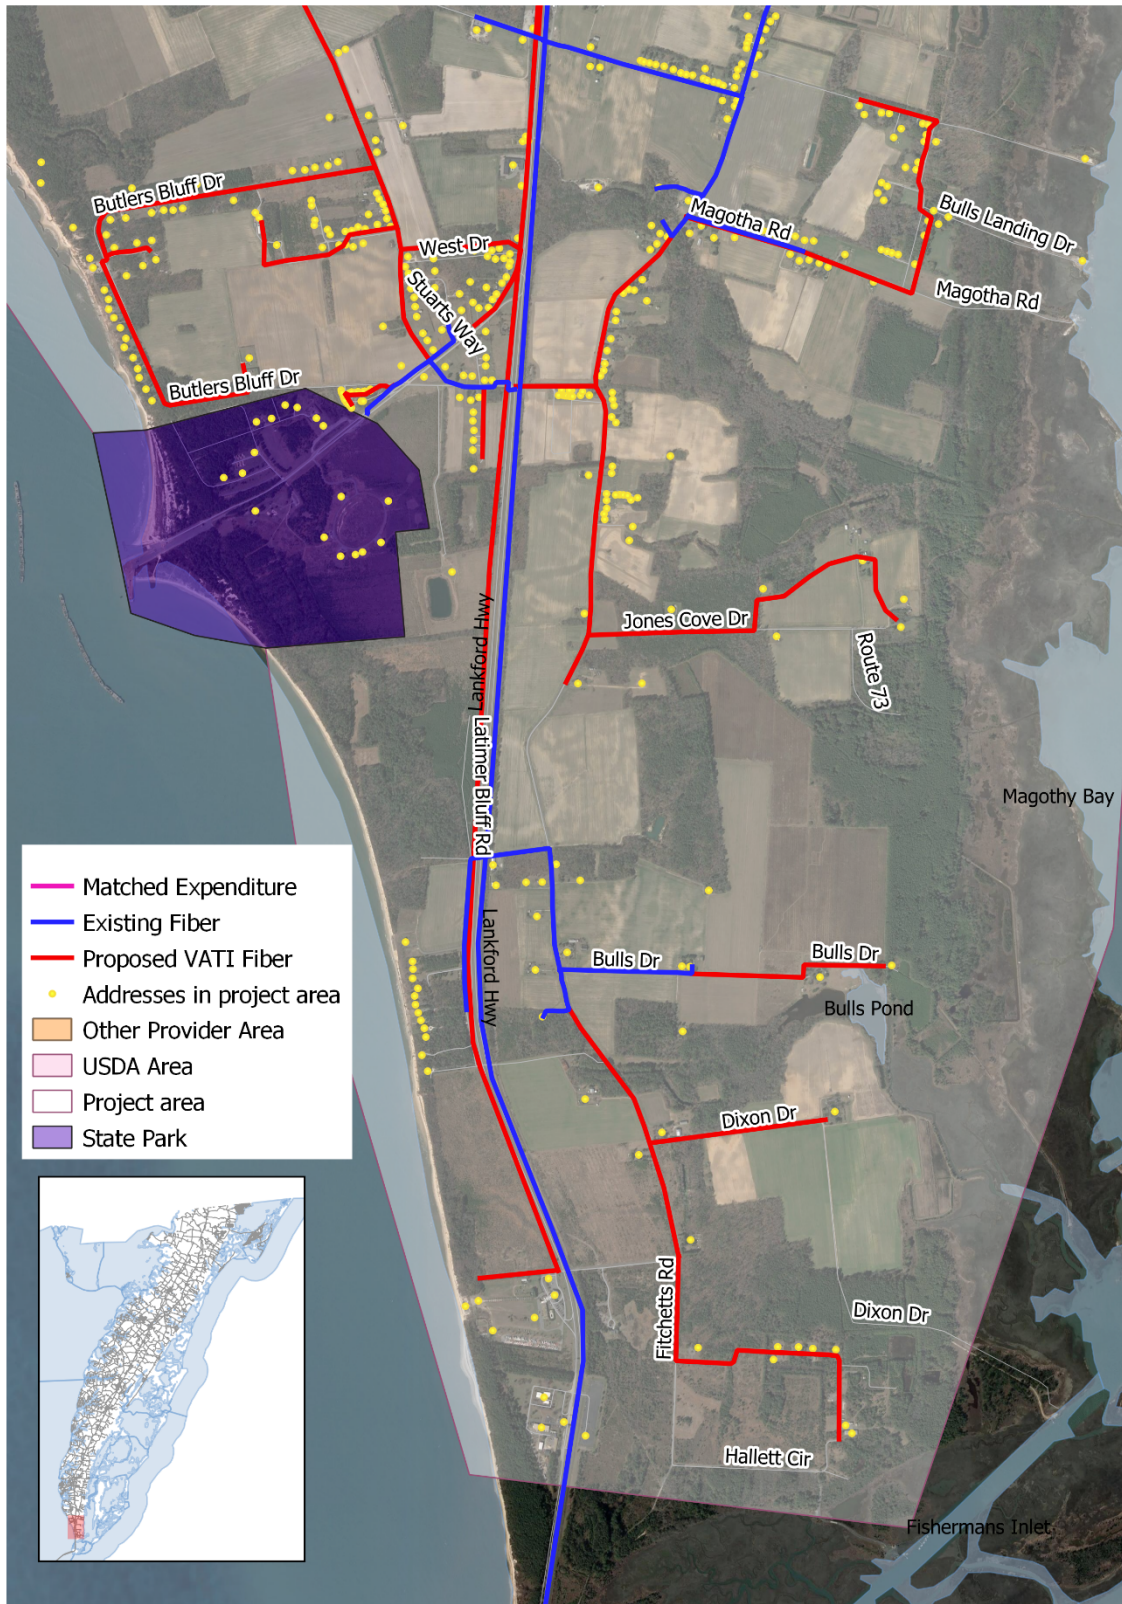 Butlers Bluff Dr
West Dr
Stuarts Way
Magotha Rd
Bulls Landing Dr
Magotha Rd
Butlers Bluff Dr
Jones Cove Dr
Route 73
Lankford Hwy
Latimer Bluff Rd
Magothy Bay
Lankford Hwy
Bulls Dr
Bulls Dr
Bulls Pond
Dixon Dr
Fitchetts Rd
Dixon Dr
Hallett Cir
Fishermans Inlet
Matched Expenditure
Existing Fiber
Proposed VATI Fiber
Addresses in project area
Other Provider Area
USDA Area
Project area
State Park